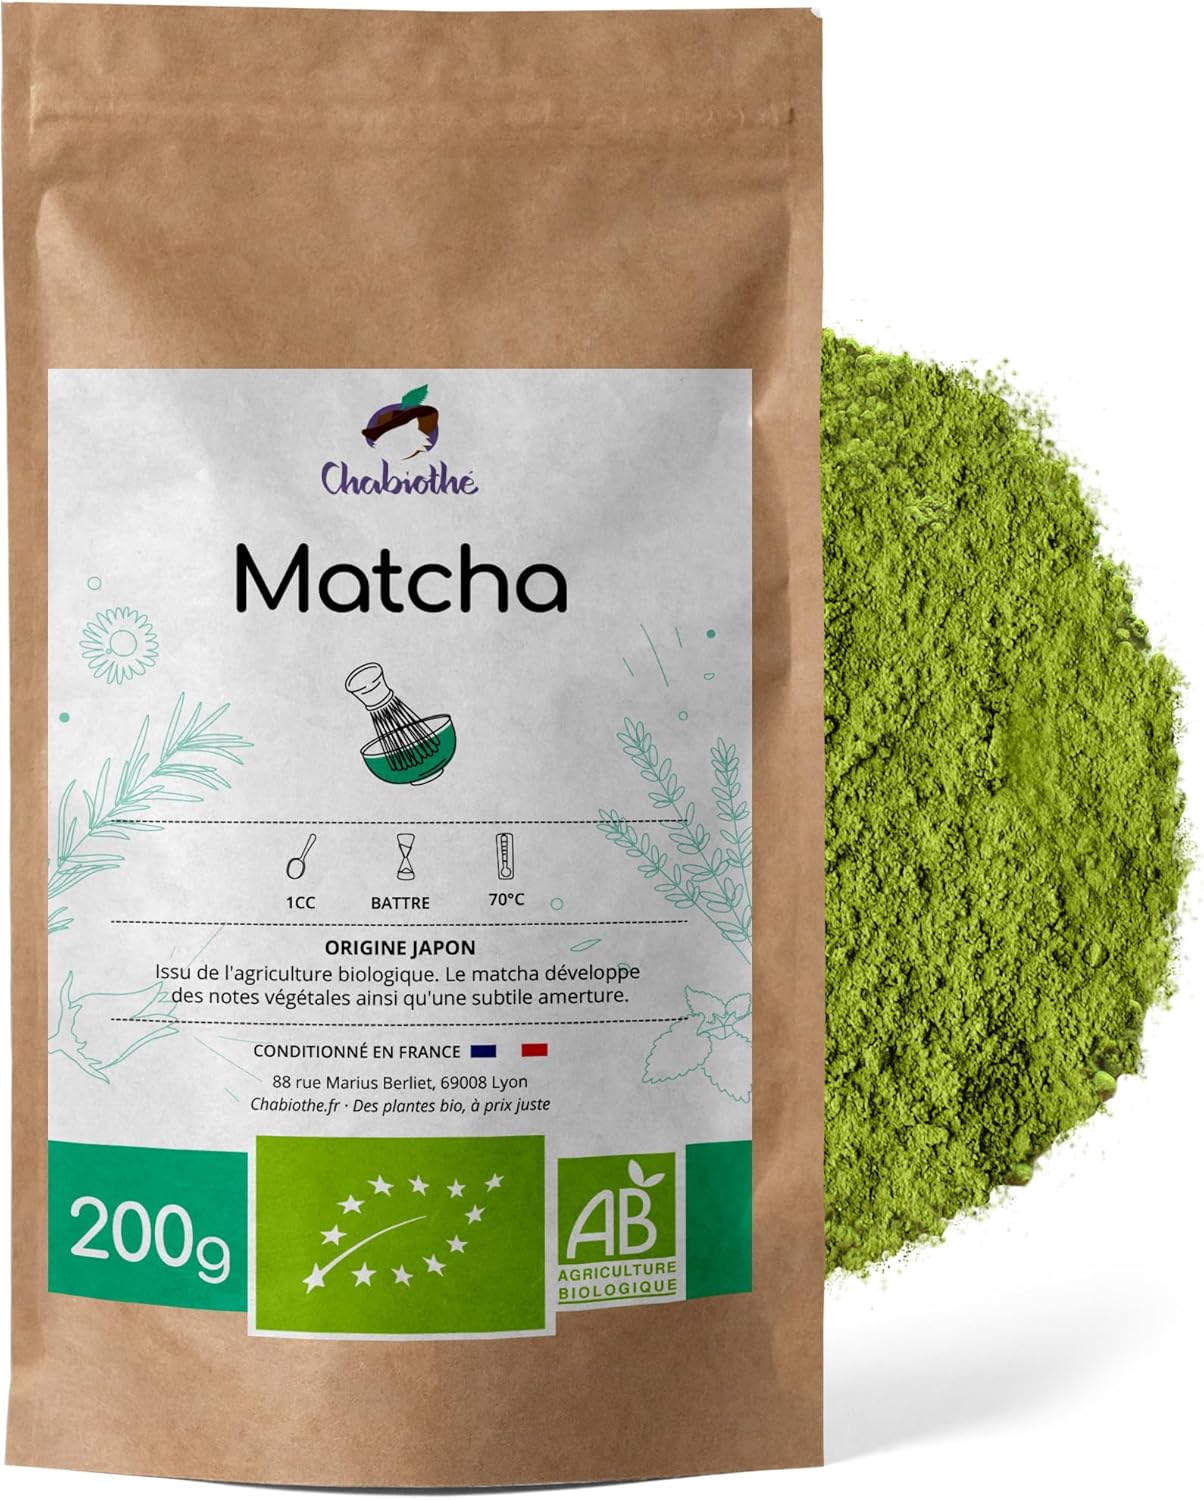 Chabiothé
Matcha
1CC BATTRE 70°C
ORIGINE JAPON
Issu de l'agriculture biologique. Le matcha développe
des notes végétales ainsi qu'une subtile amerture.
CONDITIONNÉ EN FRANCE
88 rue Marius Berliet, 69008 Lyon
Chabiothe.fr · Des plantes bio, à prix juste
200g
AB
AGRICULTURE
BIOLOGIQUE